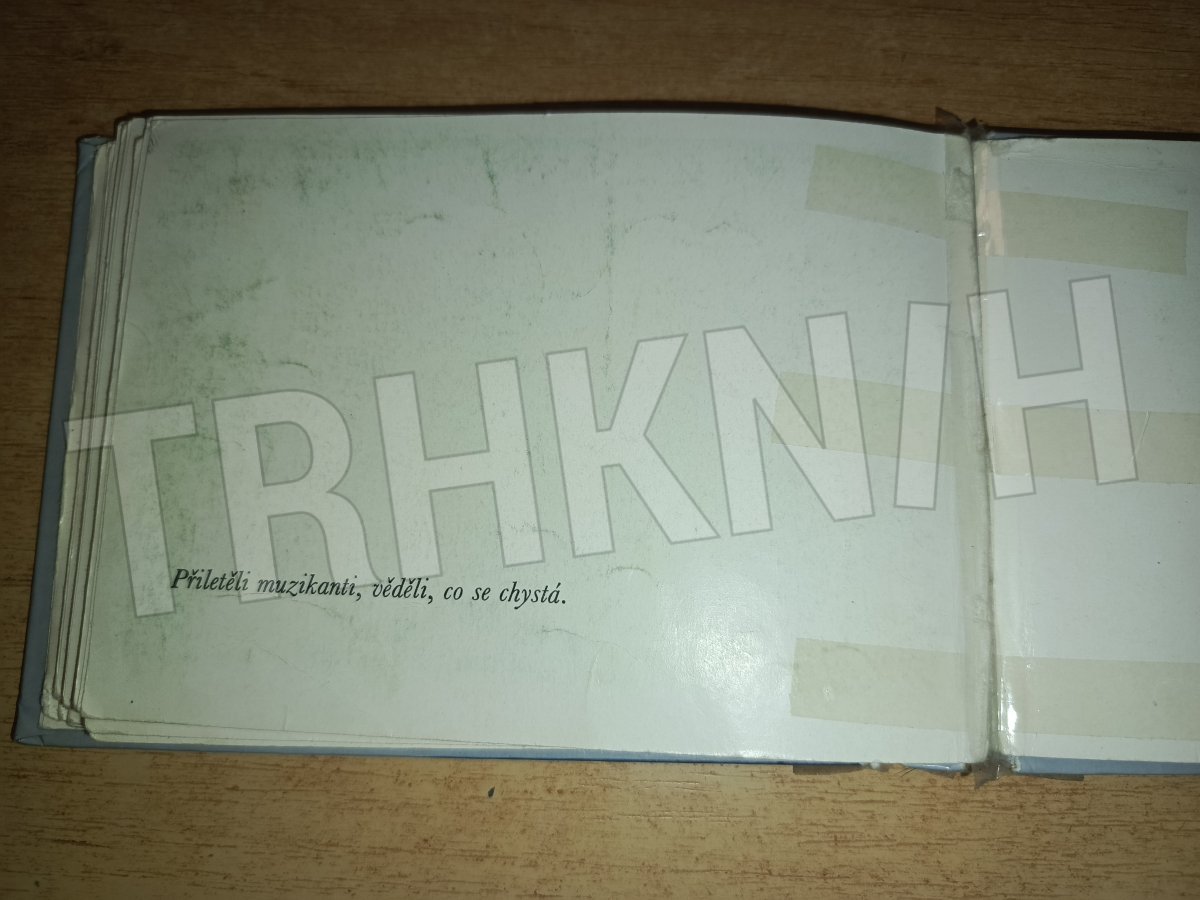 TRHKNIH
Přiletěli muzikanti, věděli, co se chystá.